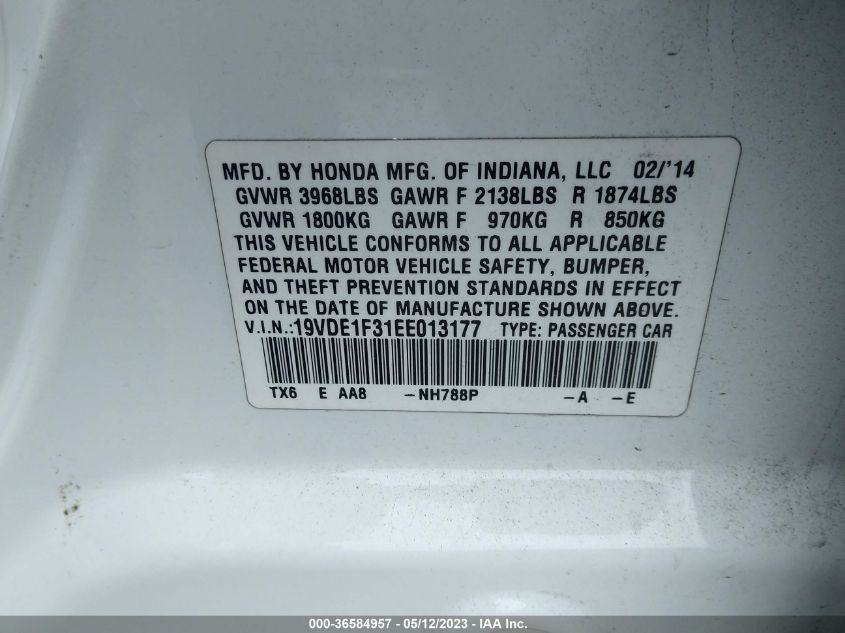 MFD. BY HONDA MFG. OF INDIANA, LLC 02/'14
GVWR 3968LBS GAWR F 2138LBS R 1874LBS
GVWR 1800KG GAWR F 970KG R 850KG
THIS VEHICLE CONFORMS TO ALL APPLICABLE
FEDERAL MOTOR VEHICLE SAFETY, BUMPER,
AND THEFT PREVENTION STANDARDS IN EFFECT
ON THE DATE OF MANUFACTURE SHOWN ABOVE.
V.I.N.:19VDE1F31EE013177 TYPE: PASSENGER CAR
TX6 E AA8 -NH788P -A -E
000-36584957 - 05/12/2023 - IAA Inc.